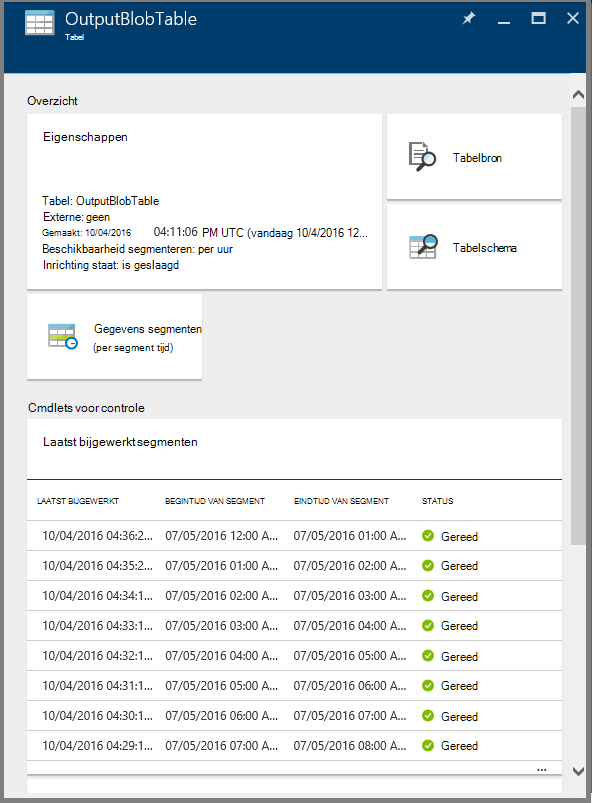 OutputBlobTable
Tabel
Overzicht
Eigenschappen
Tabel: OutputBlobTable
Externe: geen
Gemaakt: 10/04/2016 04:11:06 PM UTC (vandaag 10/4/2016 12...
Beschikbaarheid segmenteren: per uur
Inrichting staat: is geslaagd
Tabelbron
Tabelschema
Gegevens segmenten
(per segment tijd)
Cmdlets voor controle
Laatst bijgewerkt segmenten
LAATST BIJGEWERKT BEGINTIJD VAN SEGMENT EINDTIJD VAN SEGMENT STATUS
10/04/2016 04:36:2... 07/05/2016 12:00 A... 07/05/2016 01:00 A... Gereed
10/04/2016 04:35:2... 07/05/2016 01:00 A... 07/05/2016 02:00 A... Gereed
10/04/2016 04:34:1... 07/05/2016 02:00 A... 07/05/2016 03:00 A... Gereed
10/04/2016 04:33:1... 07/05/2016 03:00 A... 07/05/2016 04:00 A... Gereed
10/04/2016 04:32:1... 07/05/2016 04:00 A... 07/05/2016 05:00 A... Gereed
10/04/2016 04:31:1... 07/05/2016 05:00 A... 07/05/2016 06:00 A... Gereed
10/04/2016 04:30:1... 07/05/2016 06:00 A... 07/05/2016 07:00 A... Gereed
10/04/2016 04:29:1... 07/05/2016 07:00 A... 07/05/2016 08:00 A... Gereed
...